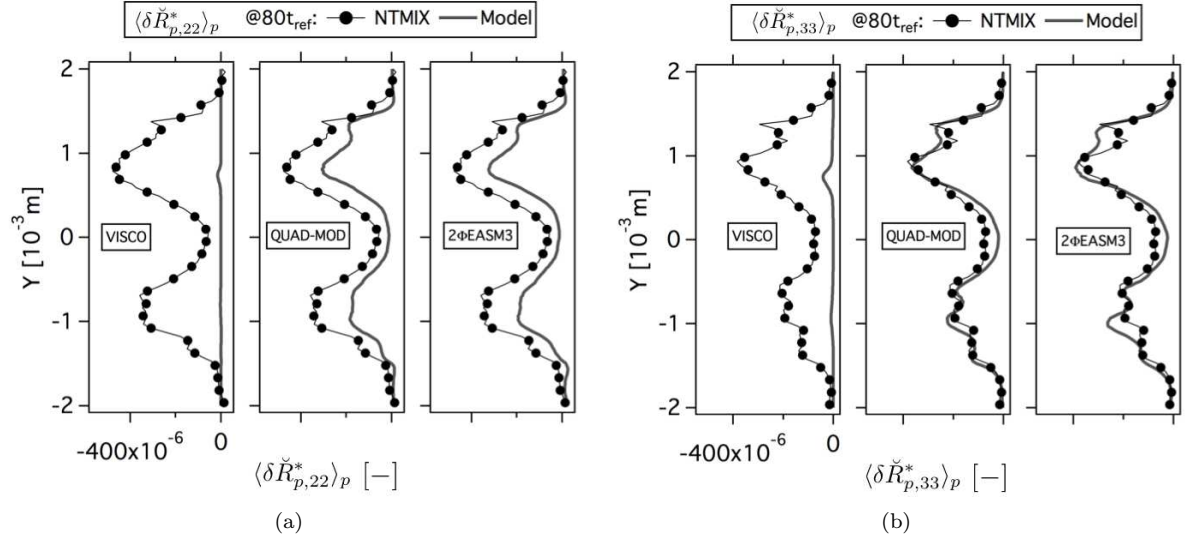 ⟨δR̆*p,22⟩p @80tref: NTMIX Model
2
1
0
-1
-2
Y [10-3m]
VISCO
QUAD-MOD
2ΦEASM3
-400x10-6 0
⟨δR̆*p,22⟩p [−]
(a)
⟨δR̆*p,33⟩p @80tref: NTMIX Model
2
1
0
-1
-2
Y [10-3m]
VISCO
QUAD-MOD
2ΦEASM3
-400x10-6 0
⟨δR̆*p,33⟩p [−]
(b)